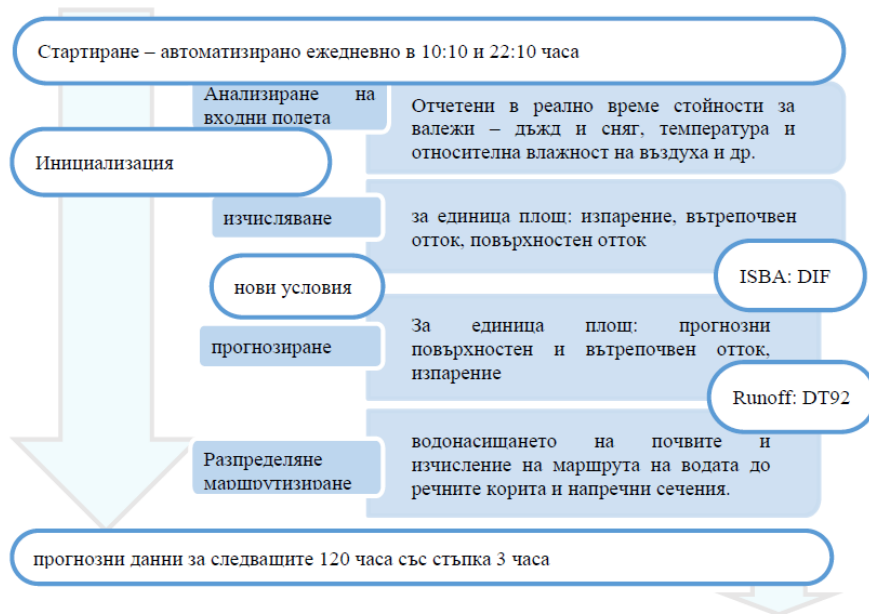 Стартиране – автоматизирано ежедневно в 10:10 и 22:10 часа
Анализиране на
входни полета
Отчетени в реално време стойности за
валежи – дъжд и сняг, температура и
относителна влажност на въздуха и др.
Инициализация
изчисляване
за единица площ: изпарение, вътрепочвен
отток, повърхностен отток
ISBA: DIF
нови условия
прогнозиране
За единица площ: прогнозни
повърхностен и вътрепочвен отток,
изпарение
Runoff: DT92
Разпределяне
маршрутизиране
водонасищането на почвите и
изчисление на маршрута на водата до
речните корита и напречни сечения.
прогнозни данни за следващите 120 часа със стъпка 3 часа